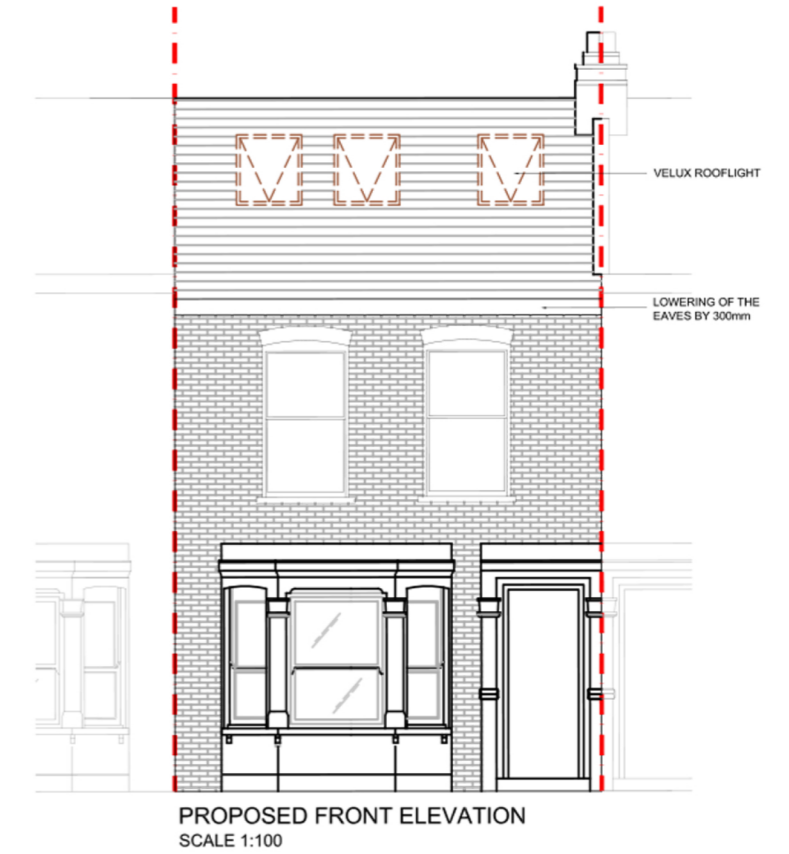 VELUX ROOFLIGHT
LOWERING OF THE
EAVES BY 300mm
PROPOSED FRONT ELEVATION
SCALE 1:100